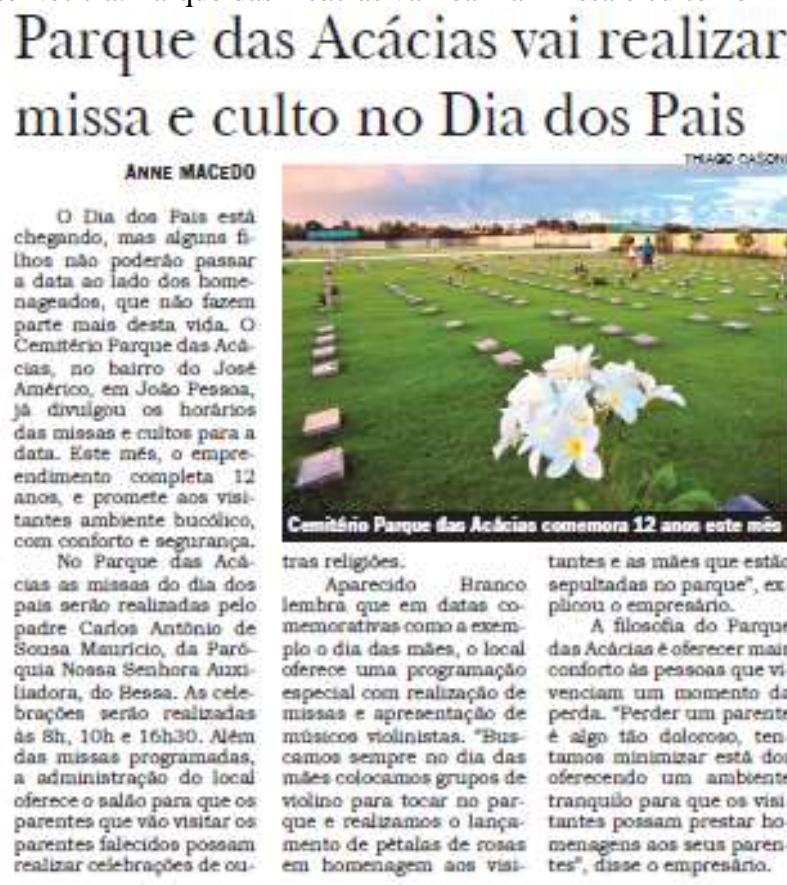 Parque das Acácias vai realizar
missa e culto no Dia dos Pais
THIAGO CASONI
ANNE MACEDO
O Dia dos Pais está
chegando, mas alguns fi-
lhos não poderão passar
a data ao lado dos home-
nageados, que não fazem
parte mais desta vida. O
Cemitério Parque das Acá-
cias, no bairro do José
Américo, em João Pessoa,
já divulgou os horários
das missas e cultos para a
data. Este mês, o empre-
endimento completa 12
anos, e promete aos visi-
tantes ambiente bucólico,
com conforto e segurança.
No Parque das Acá-
cias as missas do dia dos
pais serão realizadas pelo
padre Carlos Antônio de
Sousa Maurício, da Paró-
quia Nossa Senhora Auxi-
liadora, do Bessa. As cele-
brações serão realizadas
às 8h, 10h e 16h30. Além
das missas programadas,
a administração do local
oferece o salão para que os
parentes que vão visitar os
parentes falecidos possam
realizar celebrações de ou-
Cemitério Parque das Acácias comemora 12 anos este mês
tras religiões.
Aparecido Branco
lembra que em datas co-
memorativas como a exem-
plo o dia das mães, o local
oferece uma programação
especial com realização de
missas e apresentação de
músicos violinistas. "Bus-
camos sempre no dia das
mães colocamos grupos de
violino para tocar no par-
que e realizamos o lança-
mento de pétalas de rosas
em homenagem aos visi-
tantes e as mães que estão
sepultadas no parque", ex-
plicou o empresário.
A filosofia do Parque
das Acácias é oferecer mais
conforto às pessoas que vi-
venciam um momento da
perda. "Perder um parente
é algo tão doloroso, ten-
tamos minimizar está dor
oferecendo um ambiente
tranquilo para que os visi-
tantes possam prestar ho-
menagens aos seus paren-
tes", disse o empresário.